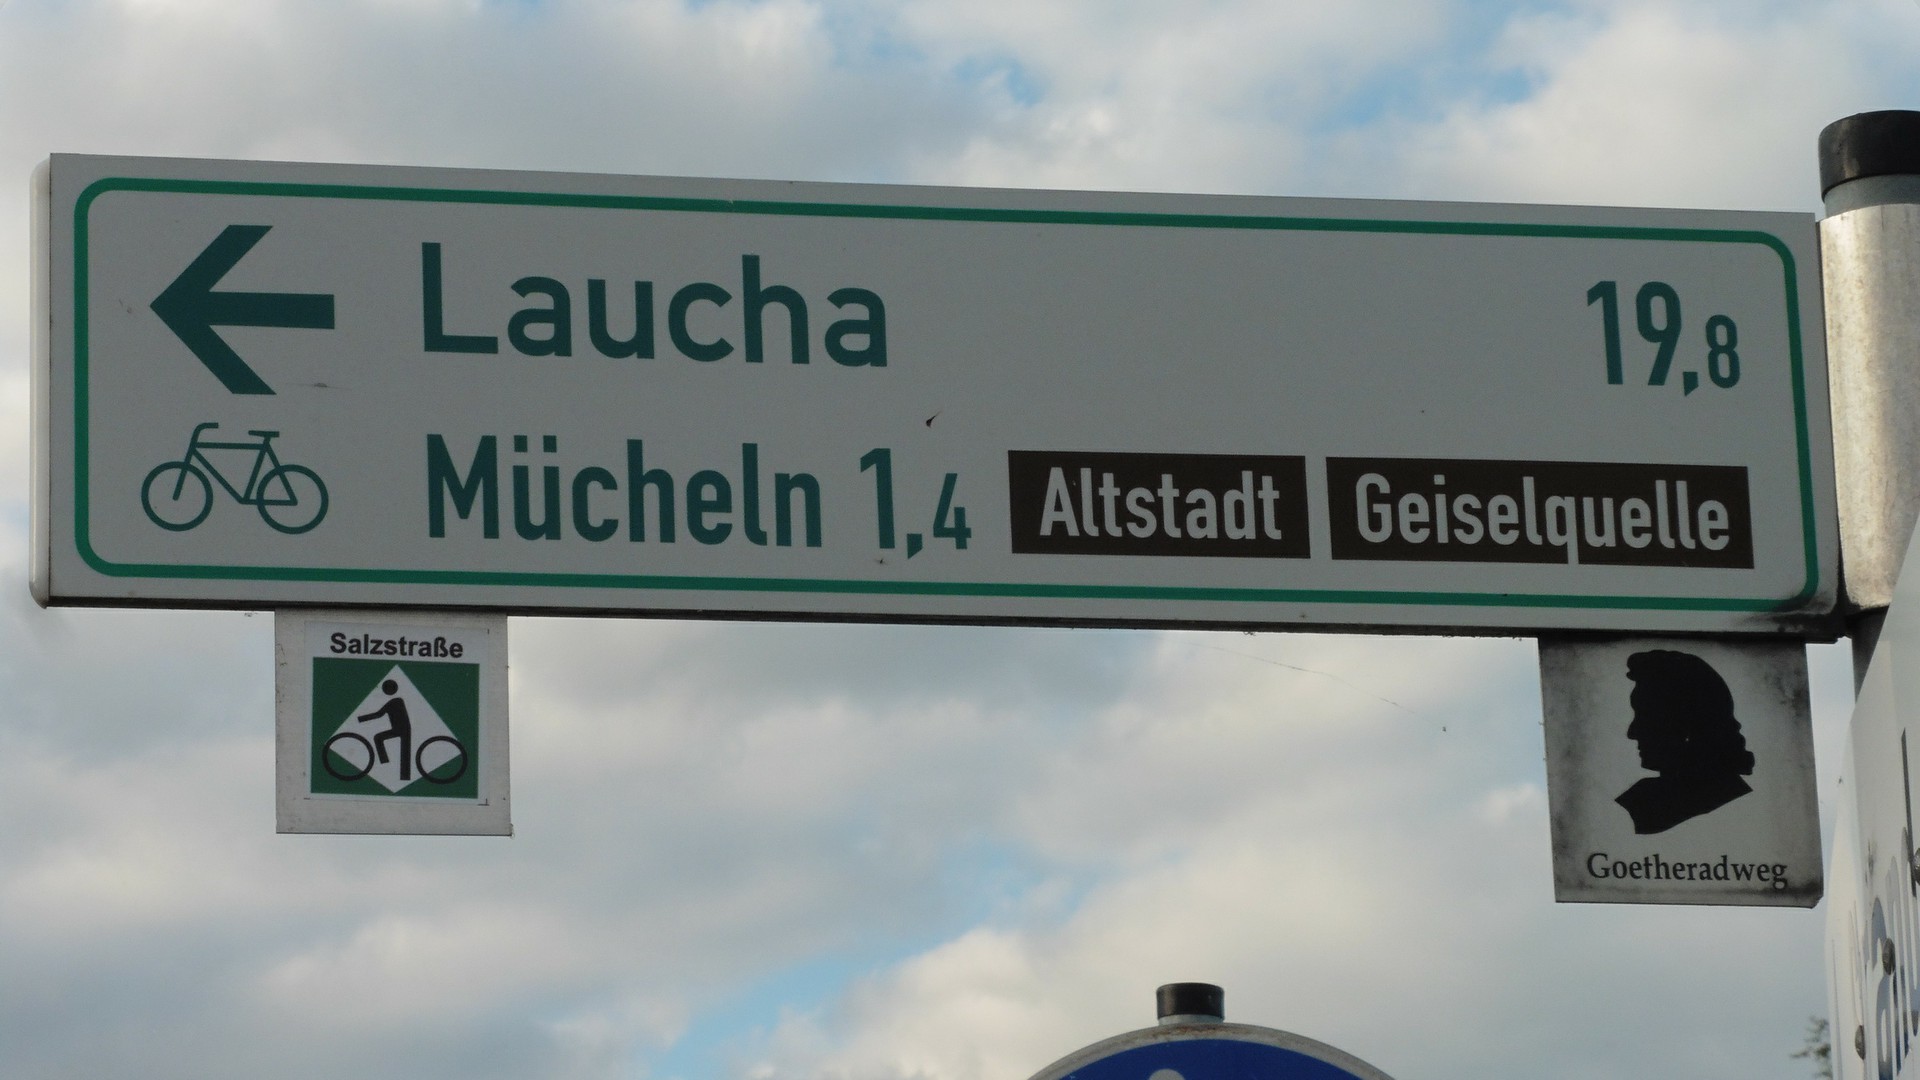 Laucha 19,8
Mücheln 1,4 Altstadt Geiselquelle
Salzstraße
Goetheradweg